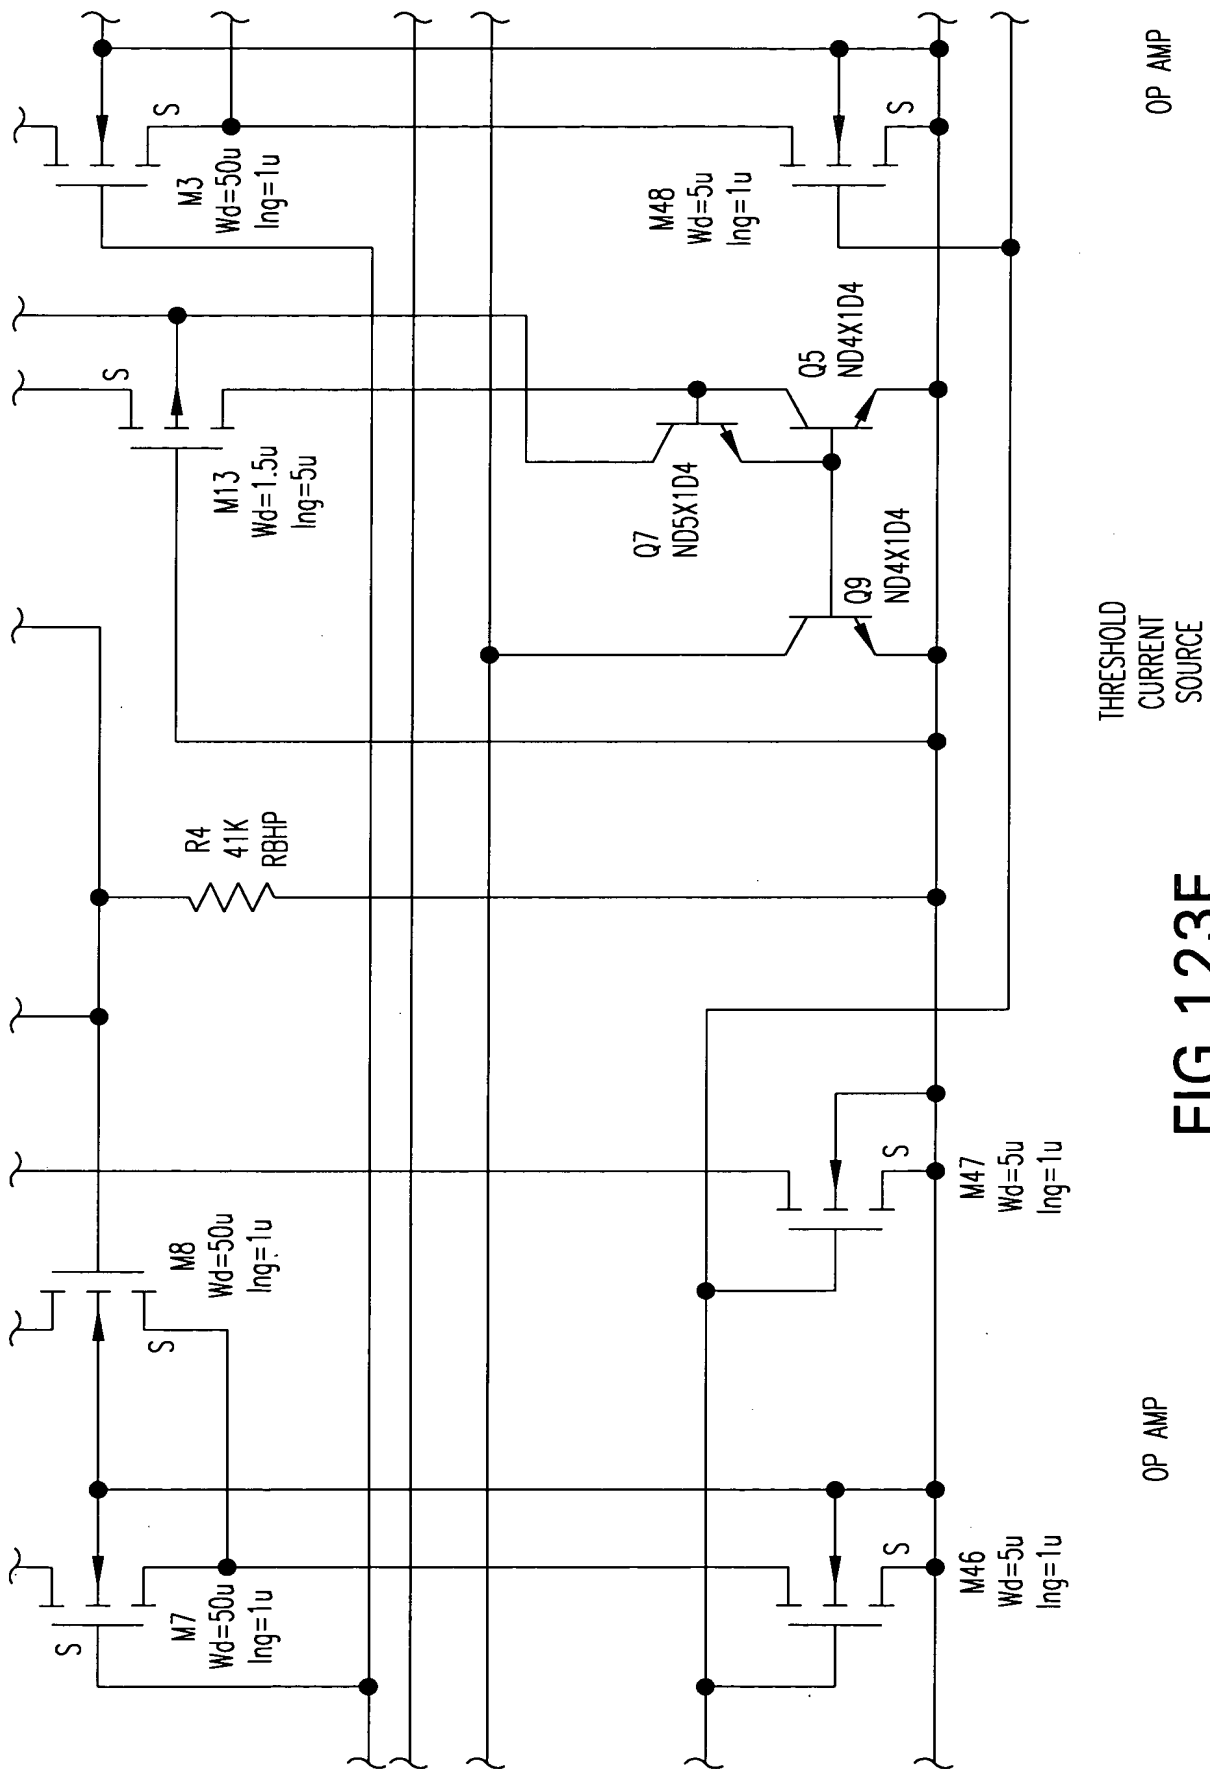 S
M7
Wd=50u
lng=1u
S
M8
Wd=50u
lng=1u
R4
41K
RBHP
S
M13
Wd=1.5u
lng=5u
S
M3
Wd=50u
lng=1u
Q7
ND5X1D4
M48
Wd=5u
lng=1u
Q9
ND4X1D4
Q5
ND4X1D4
S
S
S
M46
Wd=5u
lng=1u
M47
Wd=5u
lng=1u
OP AMP
THRESHOLD
CURRENT
SOURCE
OP AMP
FIG